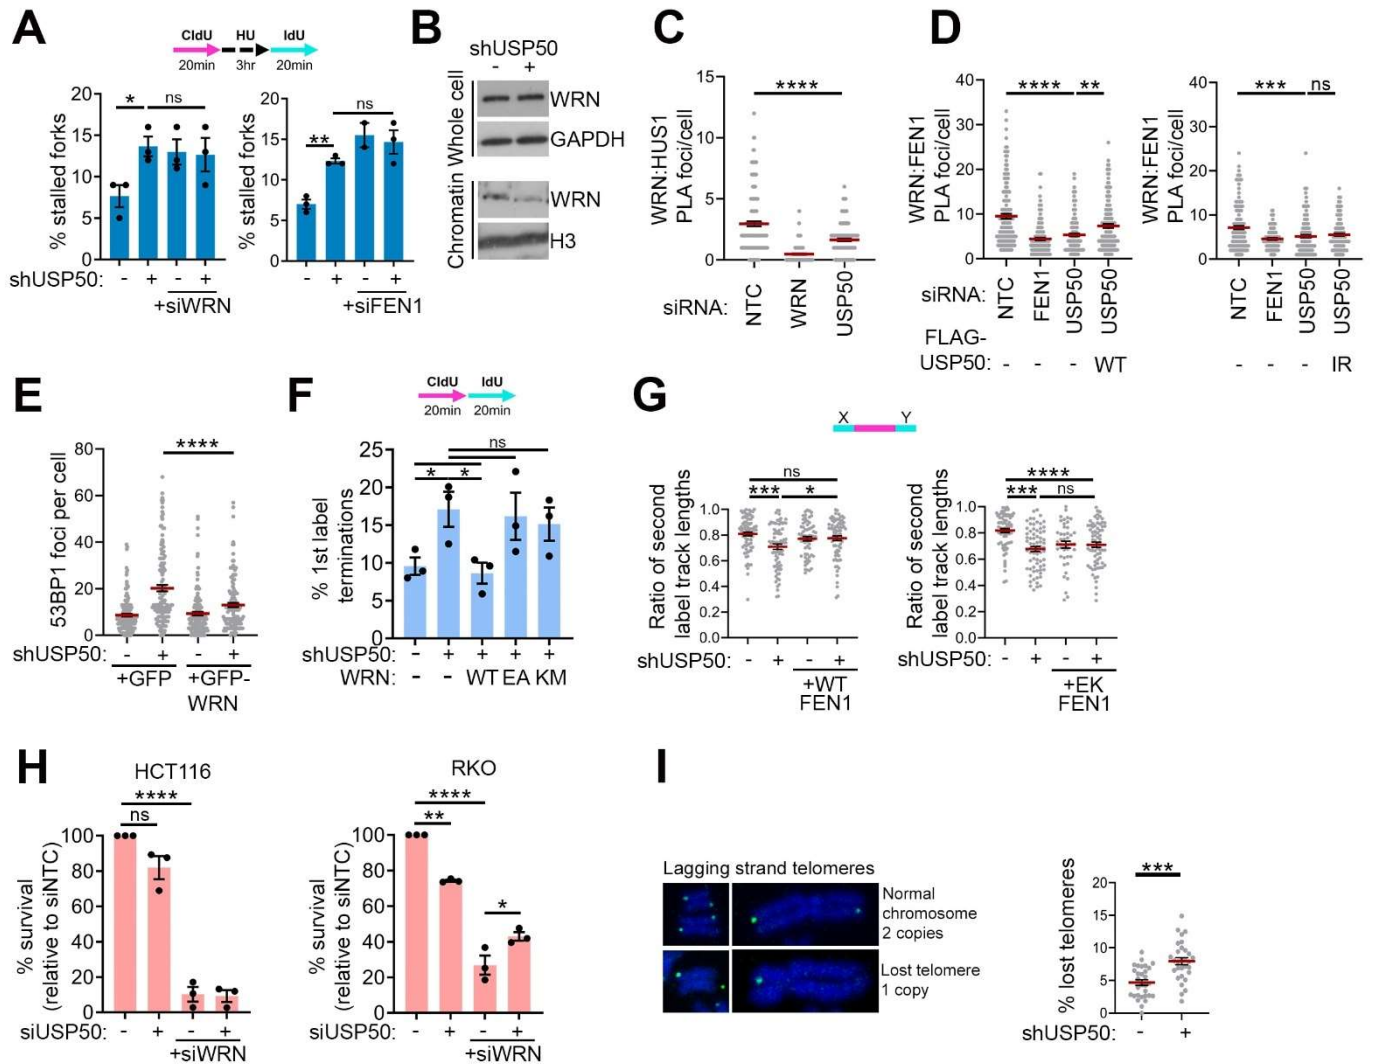 A
CldU HU IdU
20min 3hr 20min
% stalled forks
20
15
10
5
0
* ns
shUSP50: - + - +
+siWRN
% stalled forks
20
15
10
5
0
** ns
- + - +
+siFEN1
B
shUSP50
- +
Whole cell
WRN
GAPDH
Chromatin
WRN
H3
C
WRN:HUS1
PLA foci/cell
15
10
5
0
****
siRNA: NTC WRN USP50
D
WRN:FEN1
PLA foci/cell
40
30
20
10
0
**** **
siRNA: NTC FEN1 USP50 USP50
FLAG-
USP50: - - - WT
WRN:FEN1
PLA foci/cell
40
30
20
10
0
*** ns
NTC FEN1 USP50 USP50
- - - IR
E
53BP1 foci per cell
80
60
40
20
0
****
shUSP50: - + - +
+GFP +GFP-
WRN
F
CldU IdU
20min 20min
% 1st label
terminations
25
20
15
10
5
0
ns
* *
shUSP50: - + + + +
WRN: - - WT EA KM
G
X Y
Ratio of second
label track lengths
1.0
0.8
0.6
0.4
0.2
0.0
ns
*** *
shUSP50: - + - +
+WT
FEN1
Ratio of second
label track lengths
1.0
0.8
0.6
0.4
0.2
0.0
****
*** ns
shUSP50: - + - +
+EK
FEN1
H
HCT116
% survival
(relative to siNTC)
100
80
60
40
20
0
****
ns
siUSP50: - + - +
+siWRN
RKO
% survival
(relative to siNTC)
100
80
60
40
20
0
****
**
*
siUSP50: - + - +
+siWRN
I
Lagging strand telomeres
Normal
chromosome
2 copies
Lost telomere
1 copy
% lost telomeres
20
15
10
5
0
***
shUSP50: - +